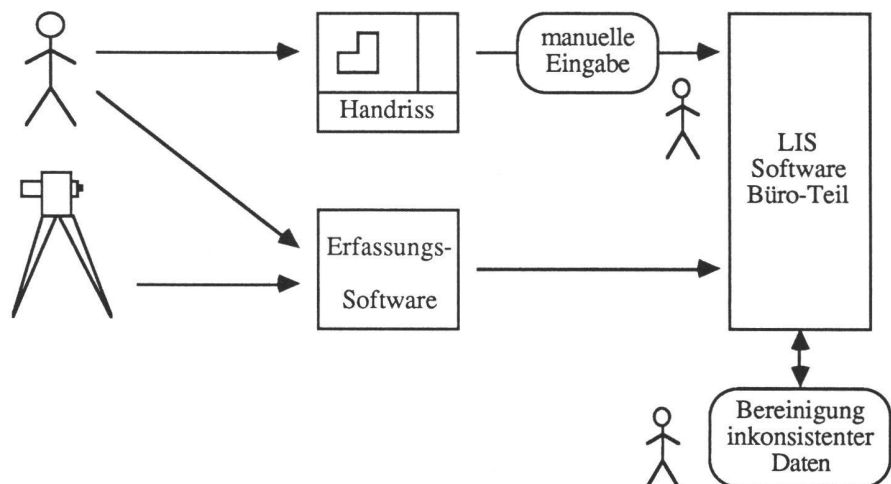 manuelle
Eingabe
Handriss
LIS
Software
Büro-Teil
Erfassungs-
Software
Bereinigung
inkonsistenter
Daten